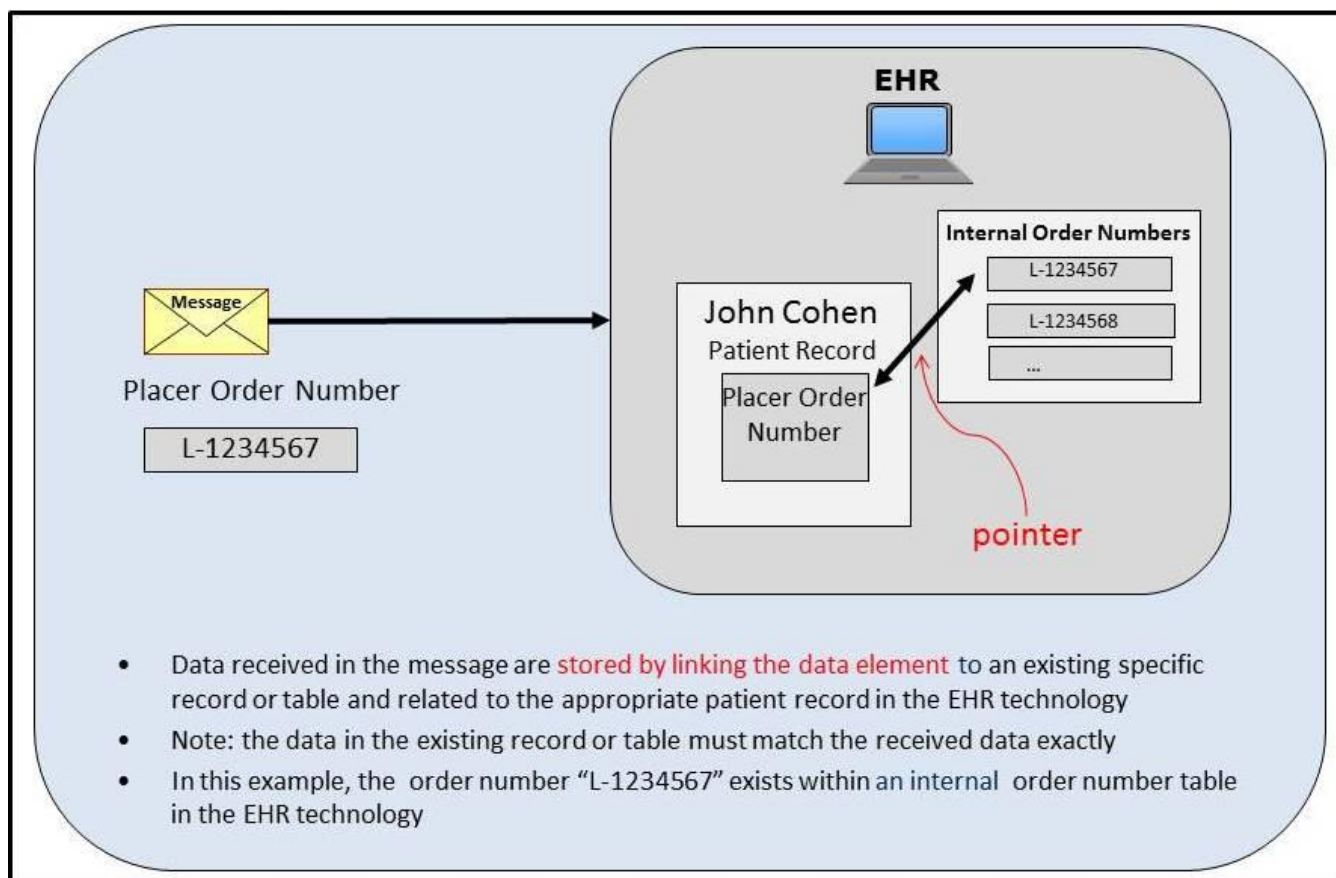 EHR
Internal Order Numbers
L-1234567
L-1234568
...
Message
Placer Order Number
L-1234567
John Cohen
Patient Record
Placer Order
Number
pointer
• Data received in the message are stored by linking the data element to an existing specific
record or table and related to the appropriate patient record in the EHR technology
• Note: the data in the existing record or table must match the received data exactly
• In this example, the order number “L-1234567” exists within an internal order number table
in the EHR technology